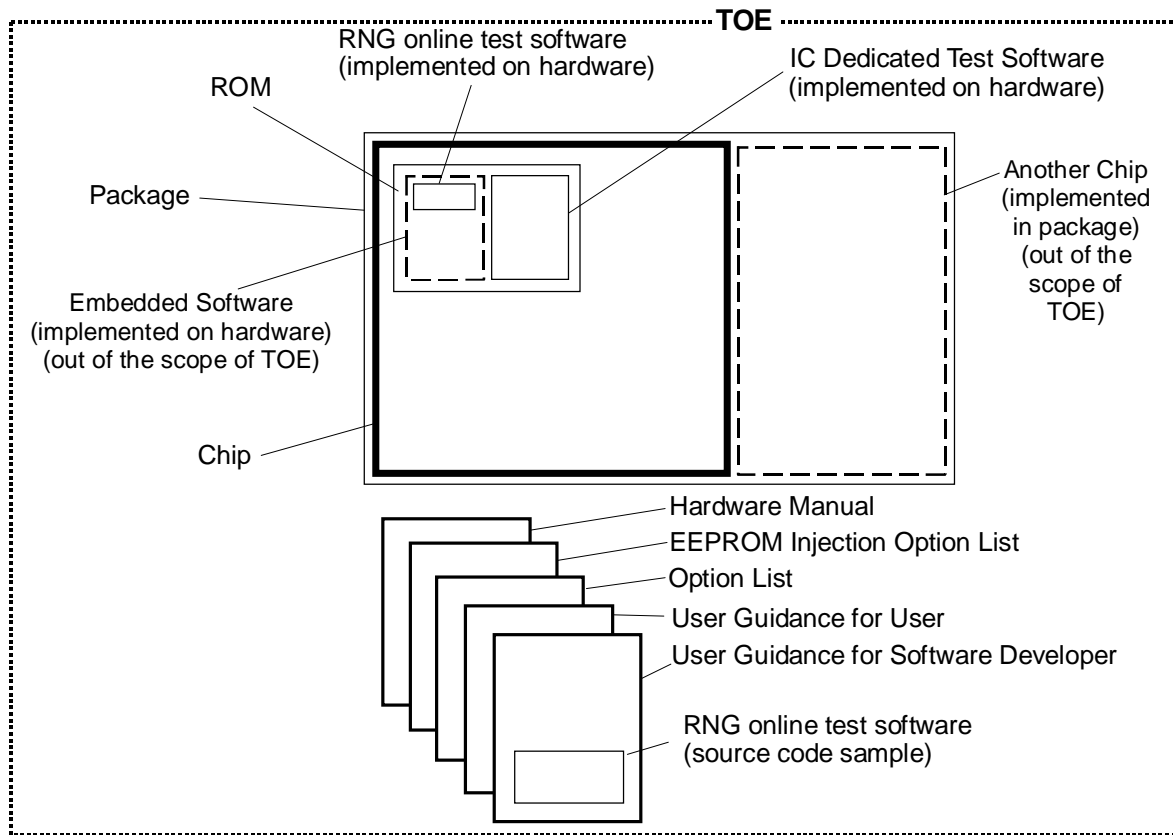 TOE
RNG online test software
(implemented on hardware)
IC Dedicated Test Software
(implemented on hardware)
ROM
Package
Another Chip
(implemented
in package)
(out of the
scope of
TOE)
Embedded Software
(implemented on hardware)
(out of the scope of TOE)
Chip
Hardware Manual
EEPROM Injection Option List
Option List
User Guidance for User
User Guidance for Software Developer
RNG online test software
(source code sample)